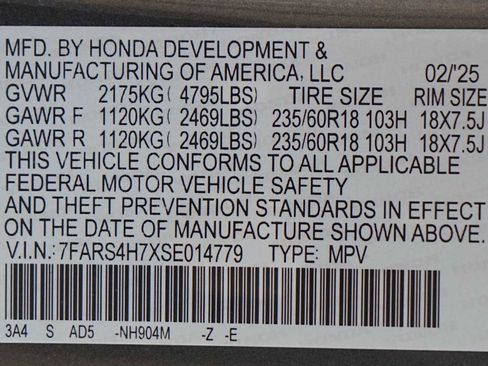 MFD. BY HONDA DEVELOPMENT &
MANUFACTURING OF AMERICA, LLC 02/'25
GVWR 2175KG ( 4795LBS) TIRE SIZE RIM SIZE
GAWR F 1120KG ( 2469LBS) 235/60R18 103H 18X7.5J
GAWR R 1120KG ( 2469LBS) 235/60R18 103H 18X7.5J
THIS VEHICLE CONFORMS TO ALL APPLICABLE
FEDERAL MOTOR VEHICLE SAFETY
AND THEFT PREVENTION STANDARDS IN EFFECT
ON THE DATE OF MANUFACTURE SHOWN ABOVE.
V.I.N.: 7FARS4H7XSE014779 TYPE: MPV
3A4 S AD5 -NH904M -Z -E